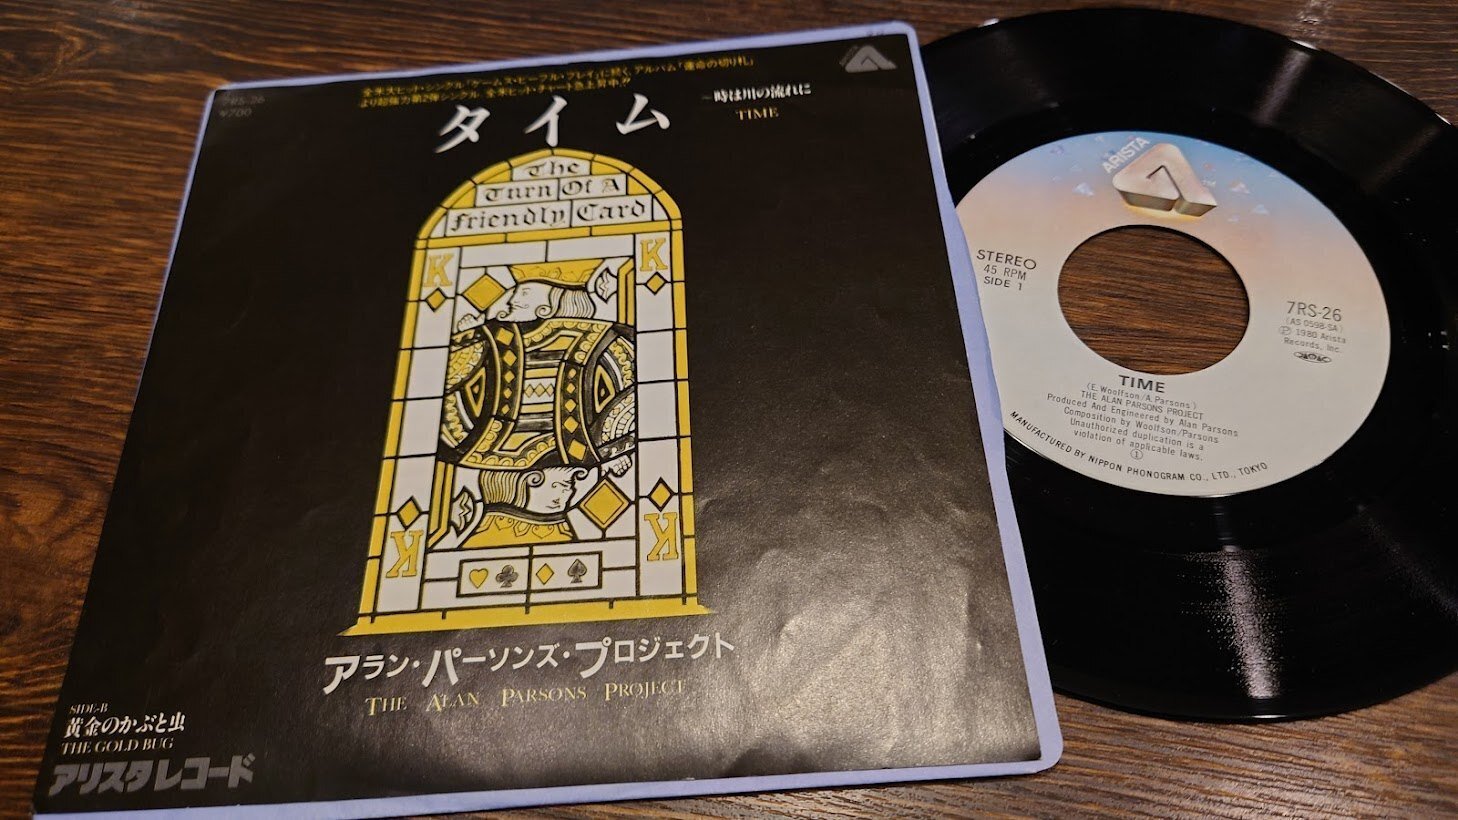 7RS-26
¥700
全米大ヒット・シングル「ゲームス・ピープル・プレイ」に続く、アルバム「運命の切り札」
より超強力第2弾シングル。全米ヒット・チャート急上昇中!!
タイム
~時は川の流れに
TIME
ARISTA
The
Turn Of A
Friendly Card
K
K
K
K
アラン・パーソンズ・プロジェクト
THE ALAN PARSONS PROJECT
SIDE-B
黄金のかぶと虫
THE GOLD BUG
アリスタレコード
ARISTA
TM
STEREO
45 RPM
SIDE 1
7RS-26
(AS 0598-SA)
Ⓟ 1980 Arista
Records, Inc.
TIME
(E.Woolfson/A.Parsons)
THE ALAN PARSONS PROJECT
Produced And Engineered by Alan Parsons
Composition by Woolfson/Parsons
Unauthorized duplication is a
violation of applicable laws.
①
MANUFACTURED BY NIPPON PHONOGRAM CO., LTD., TOKYO